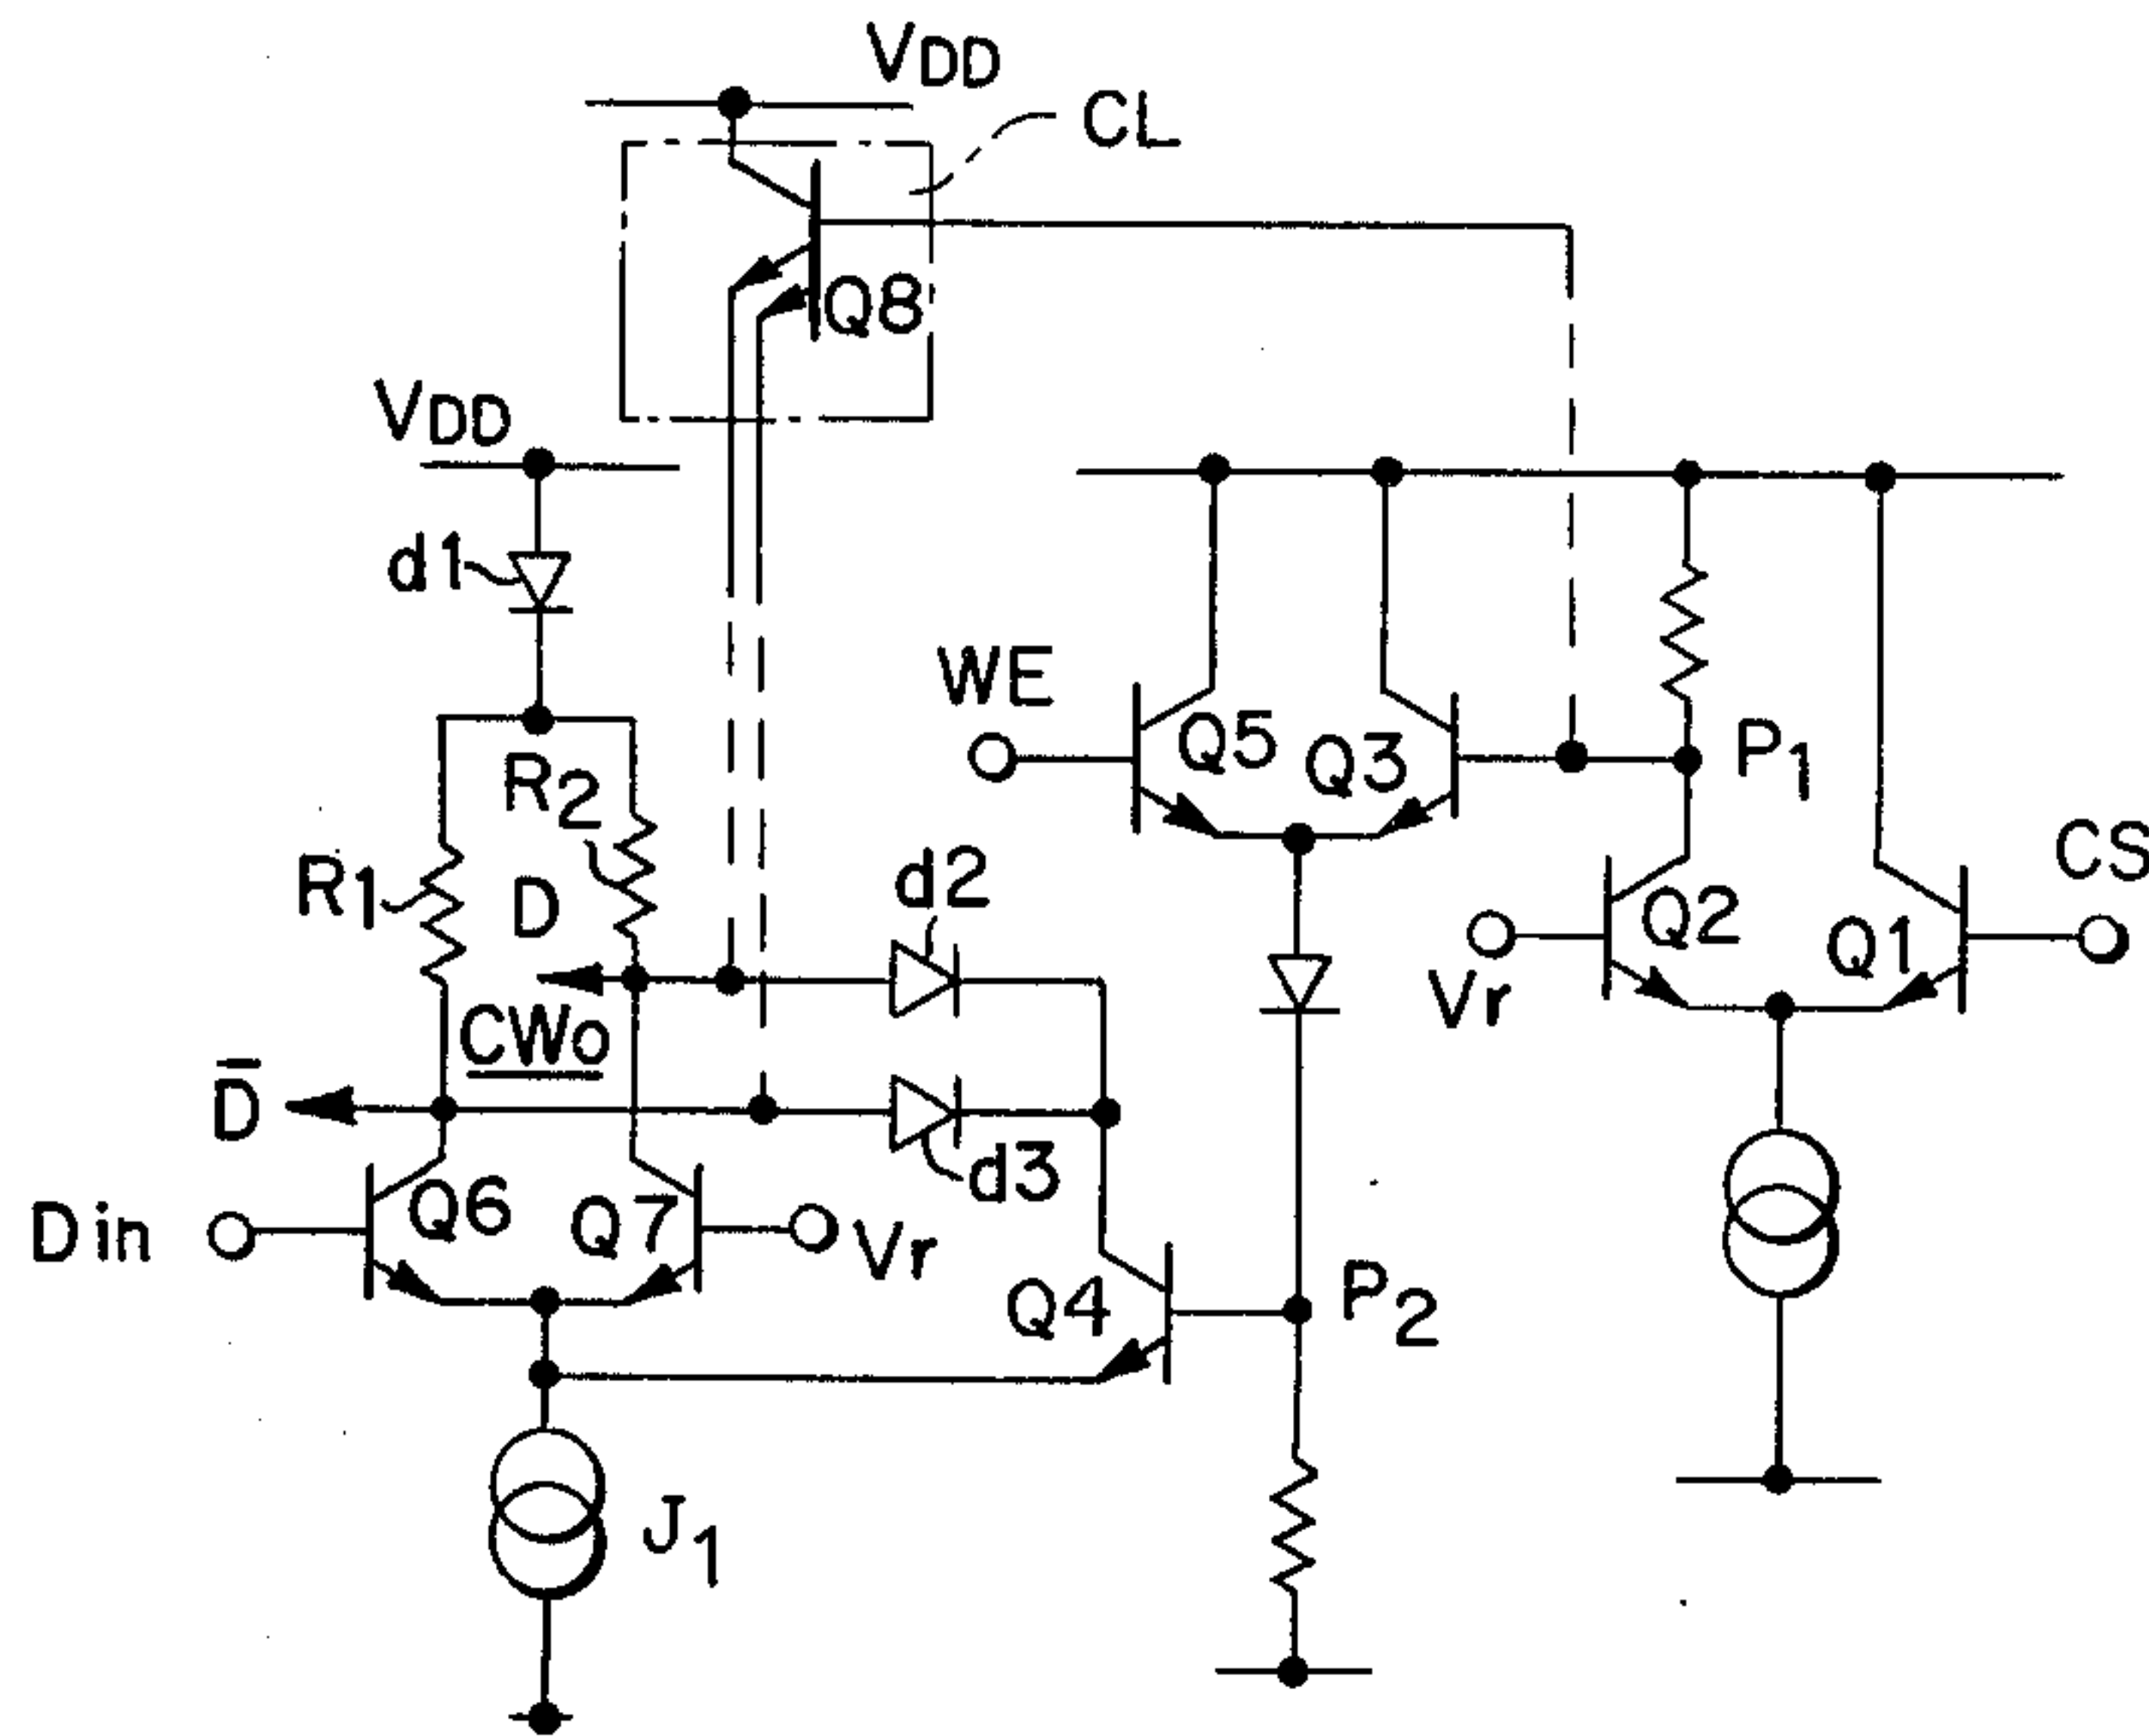 VDD
CL
Q8
VDD
d1
WE
Q5
Q3
P1
R2
R1
D
d2
CS
Q2
Q1
Vr
CWo
D̅
d3
Din
Q6
Q7
Vr
Q4
P2
J1